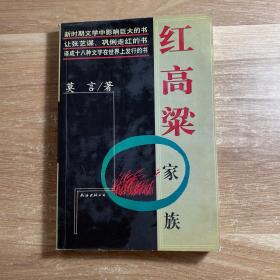 新时期文学中影响巨大的书
让张艺谋、巩俐走红的书
译成十八种文字在世界上发行的书
莫言/著
红高粱
家族